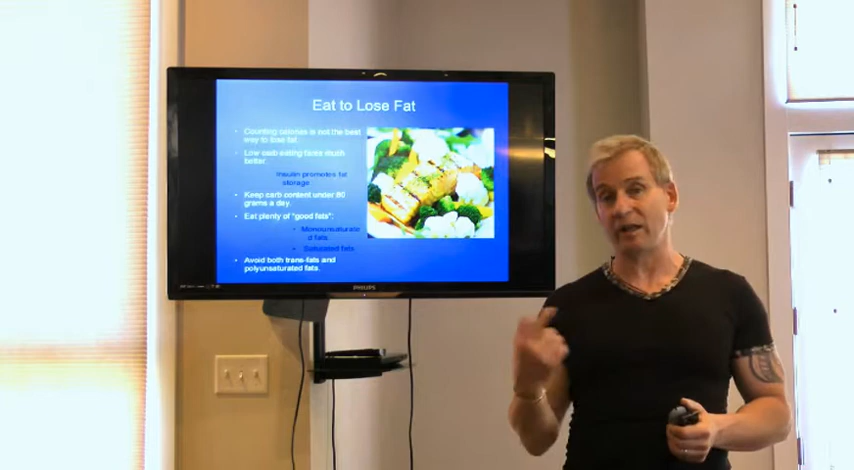 Eat to Lose Fat
• Counting calories is not the best
way to lose fat.
• Low carb eating fares much
better.
Insulin promotes fat
storage.
• Keep carb content under 80
grams a day.
• Eat plenty of "good fats":
• Monounsaturate
d fats.
• Saturated fats.
• Avoid both trans-fats and
polyunsaturated fats.
PHILIPS